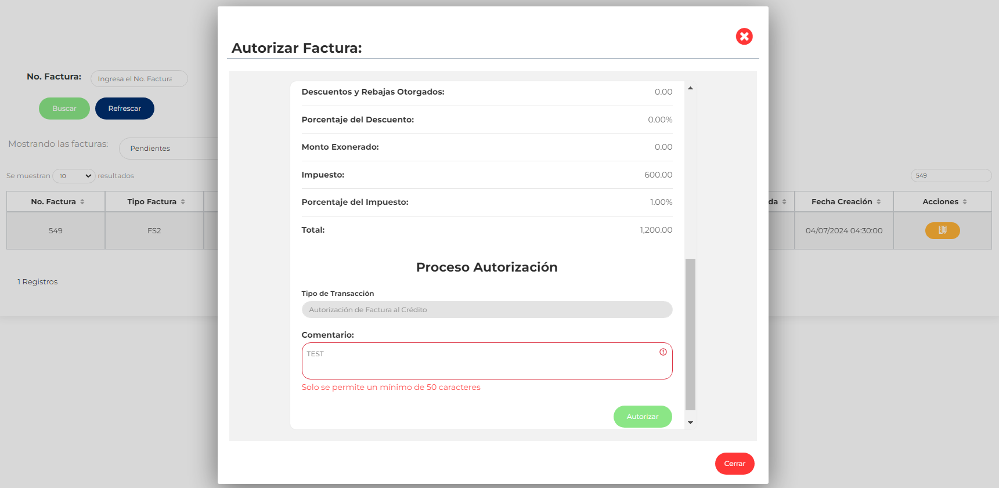 Autorizar Factura:
No. Factura: Ingresa el No. Factura
Buscar Refrescar
Mostrando las facturas: Pendientes
Se muestran 10 resultados
549
No. Factura Tipo Factura da Fecha Creación Acciones
549 FS2 04/07/2024 04:30:00
1 Registros
Descuentos y Rebajas Otorgados: 0.00
Porcentaje del Descuento: 0.00%
Monto Exonerado: 0.00
Impuesto: 600.00
Porcentaje del Impuesto: 1.00%
Total: 1,200.00
Proceso Autorización
Tipo de Transacción
Autorización de Factura al Crédito
Comentario:
TEST
Solo se permite un mínimo de 50 caracteres
Autorizar
Cerrar